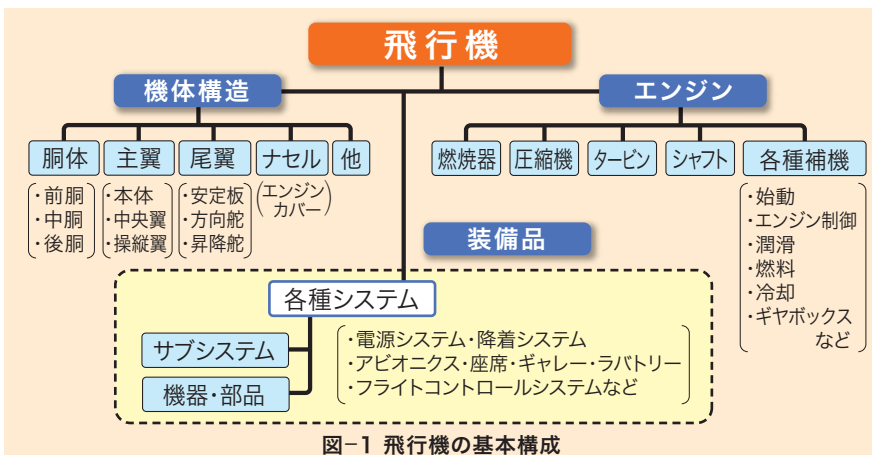 飛行機
機体構造
エンジン
胴体
主翼
尾翼
ナセル
他
燃焼器
圧縮機
タービン
シャフト
各種補機
・前胴
・中胴
・後胴
・本体
・中央翼
・操縦翼
・安定板
・方向舵
・昇降舵
(エンジン
カバー)
・始動
・エンジン制御
・潤滑
・燃料
・冷却
・ギヤボックス
など
装備品
各種システム
サブシステム
機器・部品
・電源システム・降着システム
・アビオニクス・座席・ギャレー・ラバトリー
・フライトコントロールシステムなど
図−1 飛行機の基本構成